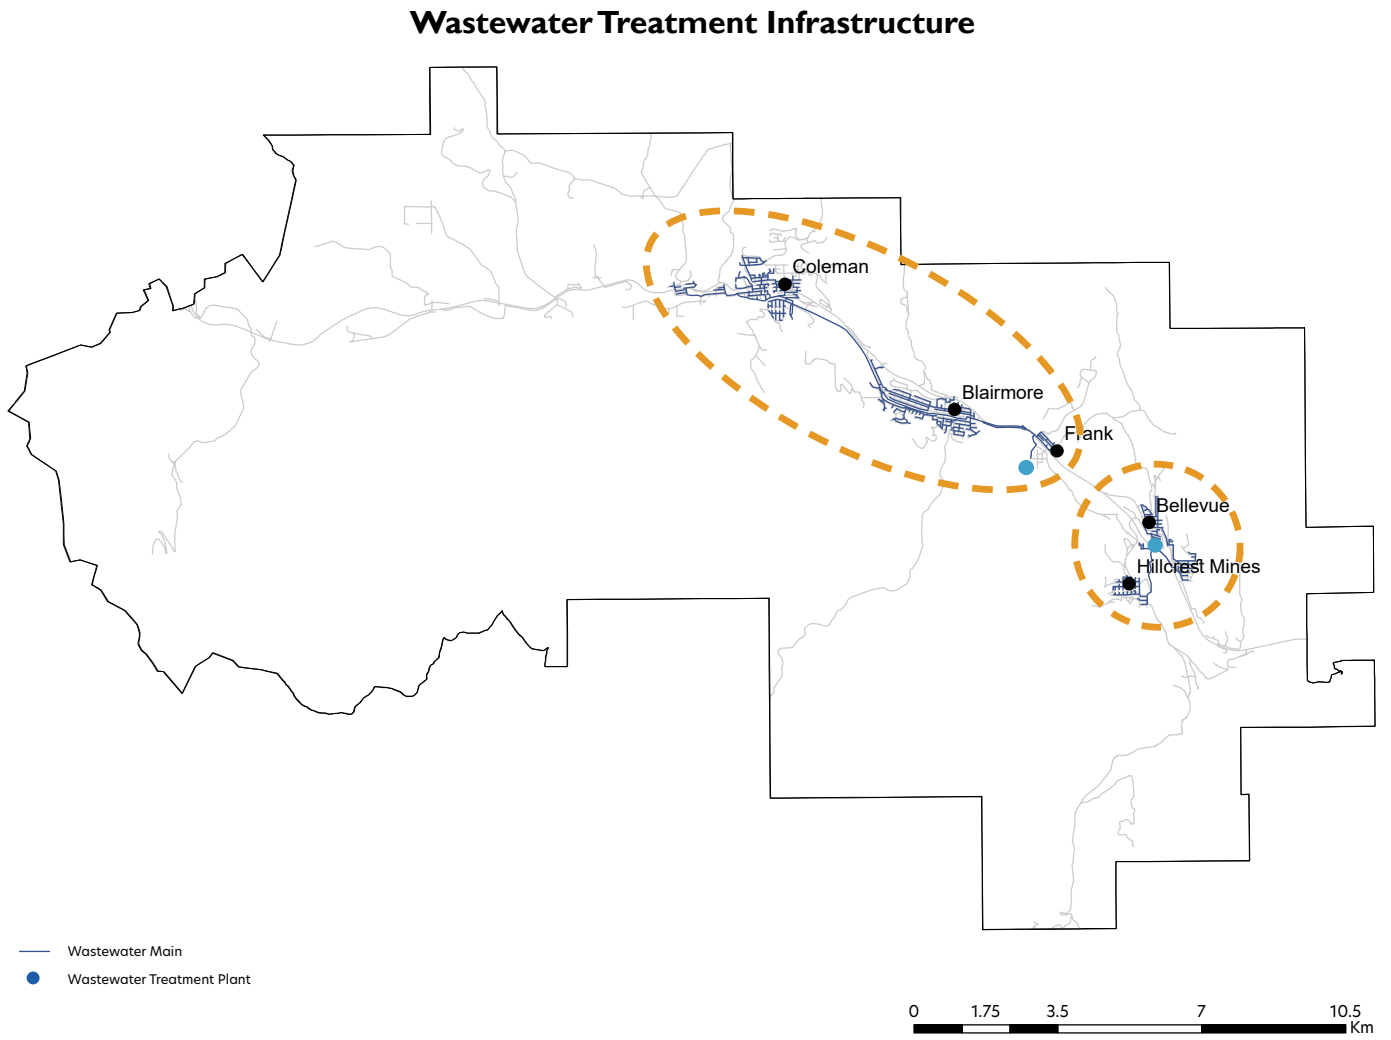 Wastewater Treatment Infrastructure
Coleman
Blairmore
Frank
Bellevue
Hillcrest Mines
Wastewater Main
Wastewater Treatment Plant
0 1.75 3.5 7 10.5
Km